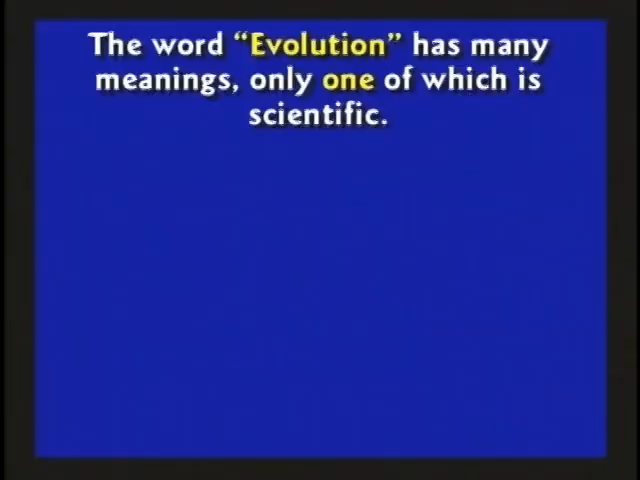 The word “Evolution” has many
meanings, only one of which is
scientific.